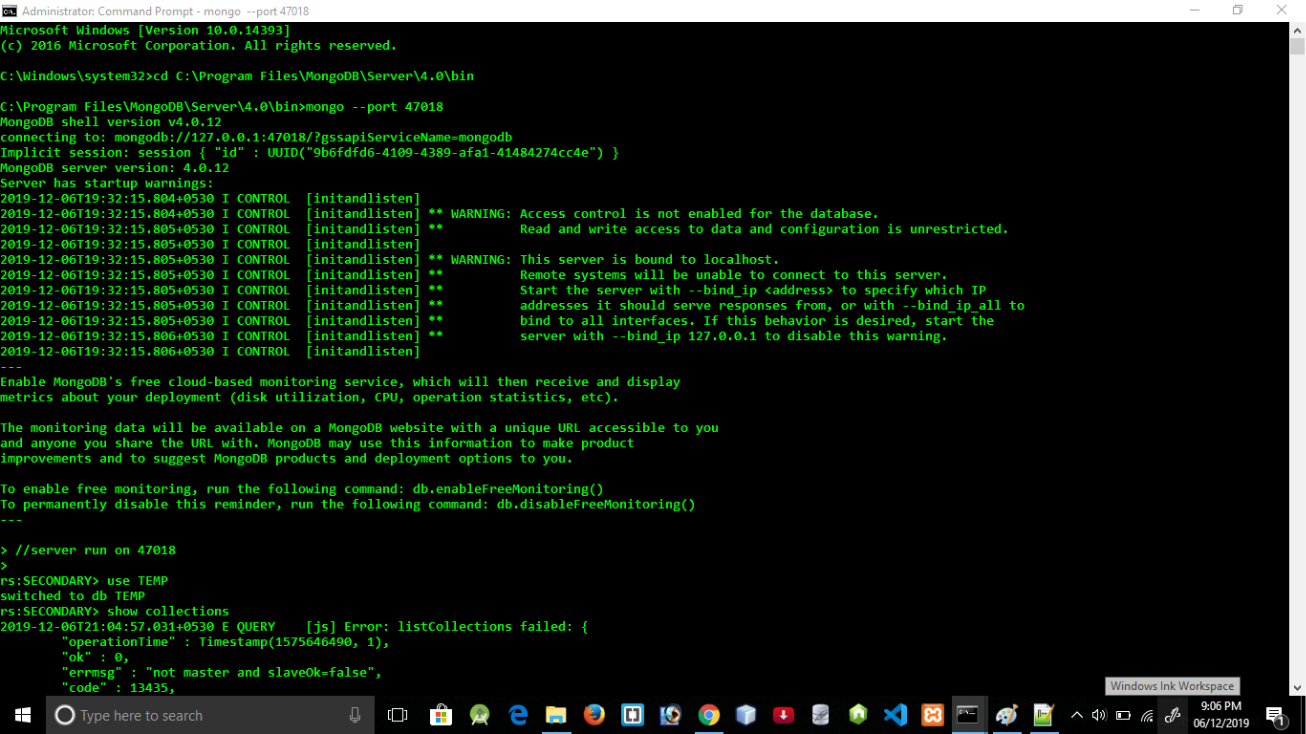 Administrator: Command Prompt - mongo  --port 47018
Microsoft Windows [Version 10.0.14393]
(c) 2016 Microsoft Corporation. All rights reserved.
C:\Windows\system32>cd C:\Program Files\MongoDB\Server\4.0\bin
C:\Program Files\MongoDB\Server\4.0\bin>mongo --port 47018
MongoDB shell version v4.0.12
connecting to: mongodb://127.0.0.1:47018/?gssapiServiceName=mongodb
Implicit session: session { "id" : UUID("9b6fdfd6-4109-4389-afa1-41484274cc4e") }
MongoDB server version: 4.0.12
Server has startup warnings:
2019-12-06T19:32:15.804+0530 I CONTROL  [initandlisten]
2019-12-06T19:32:15.804+0530 I CONTROL  [initandlisten] ** WARNING: Access control is not enabled for the database.
2019-12-06T19:32:15.805+0530 I CONTROL  [initandlisten] **          Read and write access to data and configuration is unrestricted.
2019-12-06T19:32:15.805+0530 I CONTROL  [initandlisten]
2019-12-06T19:32:15.805+0530 I CONTROL  [initandlisten] ** WARNING: This server is bound to localhost.
2019-12-06T19:32:15.805+0530 I CONTROL  [initandlisten] **          Remote systems will be unable to connect to this server.
2019-12-06T19:32:15.805+0530 I CONTROL  [initandlisten] **          Start the server with --bind_ip <address> to specify which IP
2019-12-06T19:32:15.805+0530 I CONTROL  [initandlisten] **          addresses it should serve responses from, or with --bind_ip_all to
2019-12-06T19:32:15.805+0530 I CONTROL  [initandlisten] **          bind to all interfaces. If this behavior is desired, start the
2019-12-06T19:32:15.806+0530 I CONTROL  [initandlisten] **          server with --bind_ip 127.0.0.1 to disable this warning.
2019-12-06T19:32:15.806+0530 I CONTROL  [initandlisten]
---
Enable MongoDB's free cloud-based monitoring service, which will then receive and display
metrics about your deployment (disk utilization, CPU, operation statistics, etc).
The monitoring data will be available on a MongoDB website with a unique URL accessible to you
and anyone you share the URL with. MongoDB may use this information to make product
improvements and to suggest MongoDB products and deployment options to you.
To enable free monitoring, run the following command: db.enableFreeMonitoring()
To permanently disable this reminder, run the following command: db.disableFreeMonitoring()
---
> //server run on 47018
>
rs:SECONDARY> use TEMP
switched to db TEMP
rs:SECONDARY> show collections
2019-12-06T21:04:57.031+0530 E QUERY    [js] Error: listCollections failed: {
"operationTime" : Timestamp(1575646490, 1),
"ok" : 0,
"errmsg" : "not master and slaveOk=false",
"code" : 13435,
Windows Ink Workspace
Type here to search
9:06 PM
06/12/2019
1